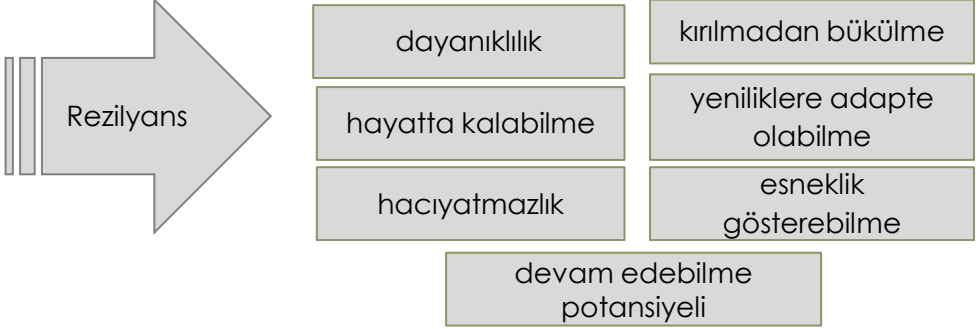 Rezilyans
dayanıklılık
kırılmadan bükülme
hayatta kalabilme
yeniliklere adapte
olabilme
hacıyatmazlık
esneklik
gösterebilme
devam edebilme
potansiyeli